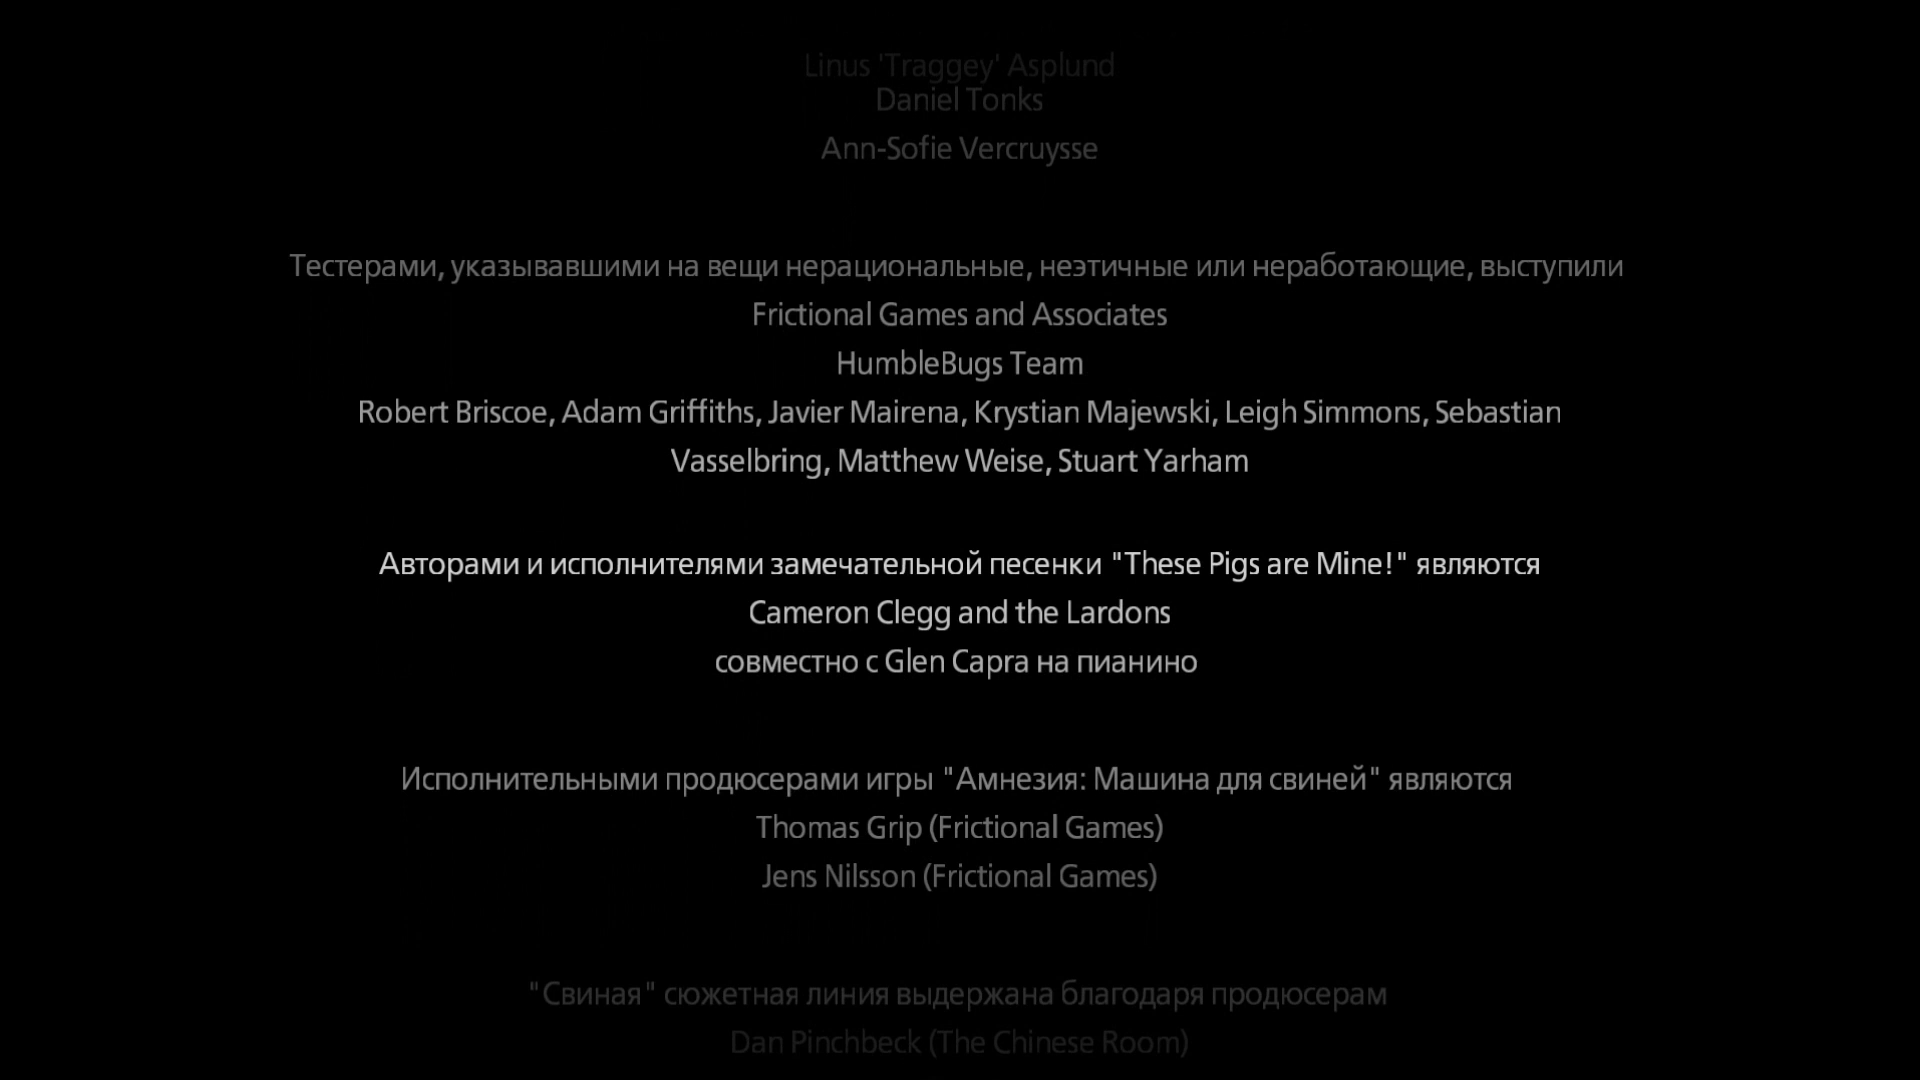 Linus 'Traggey' Asplund
Daniel Tonks
Ann-Sofie Vercruysse
Тестерами, указывавшими на вещи нерациональные, неэтичные или неработающие, выступили
Frictional Games and Associates
HumbleBugs Team
Robert Briscoe, Adam Griffiths, Javier Mairena, Krystian Majewski, Leigh Simmons, Sebastian
Vasselbring, Matthew Weise, Stuart Yarham
Авторами и исполнителями замечательной песенки "These Pigs are Mine!" являются
Cameron Clegg and the Lardons
совместно с Glen Capra на пианино
Исполнительными продюсерами игры "Амнезия: Машина для свиней" являются
Thomas Grip (Frictional Games)
Jens Nilsson (Frictional Games)
"Свиная" сюжетная линия выдержана благодаря продюсерам
Dan Pinchbeck (The Chinese Room)